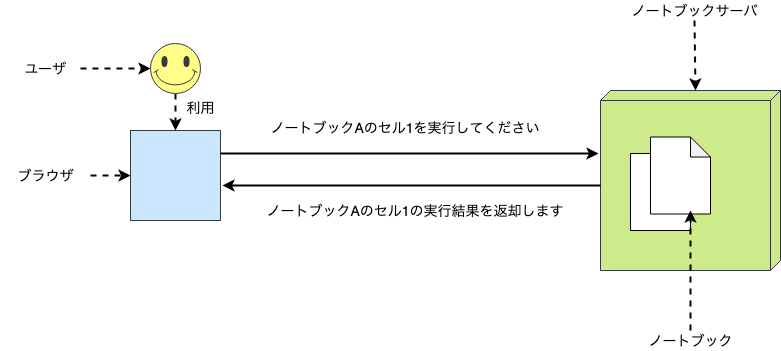 ノートブックサーバ
ユーザ
利用
ノートブックAのセル1を実行してください
ブラウザ
ノートブックAのセル1の実行結果を返却します
ノートブック